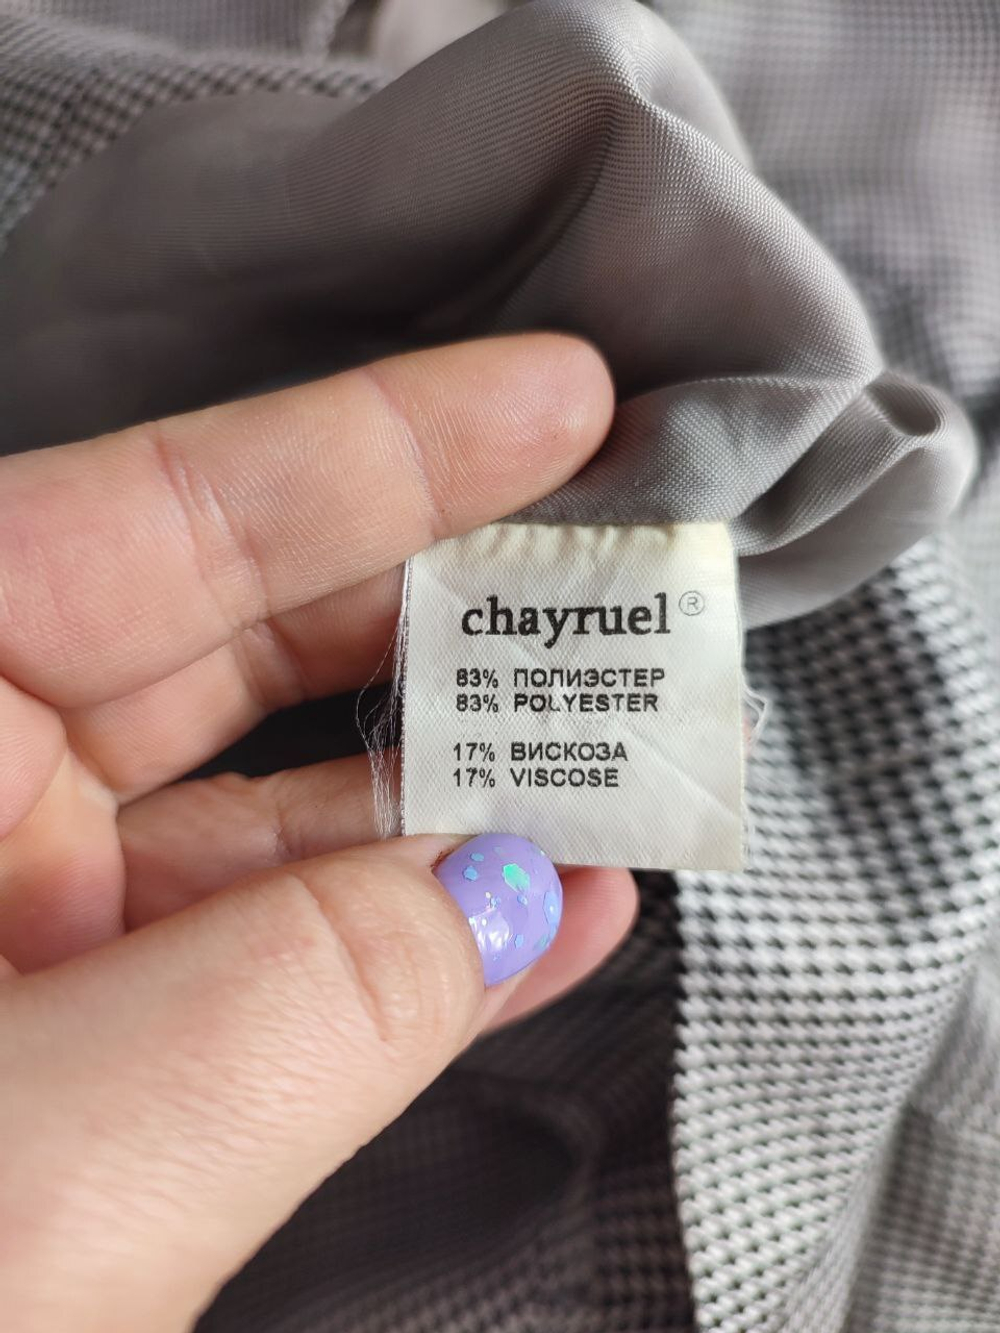 chayruel®
83% ПОЛИЭСТЕР
83% POLYESTER
17% ВИСКОЗА
17% VISCOSE